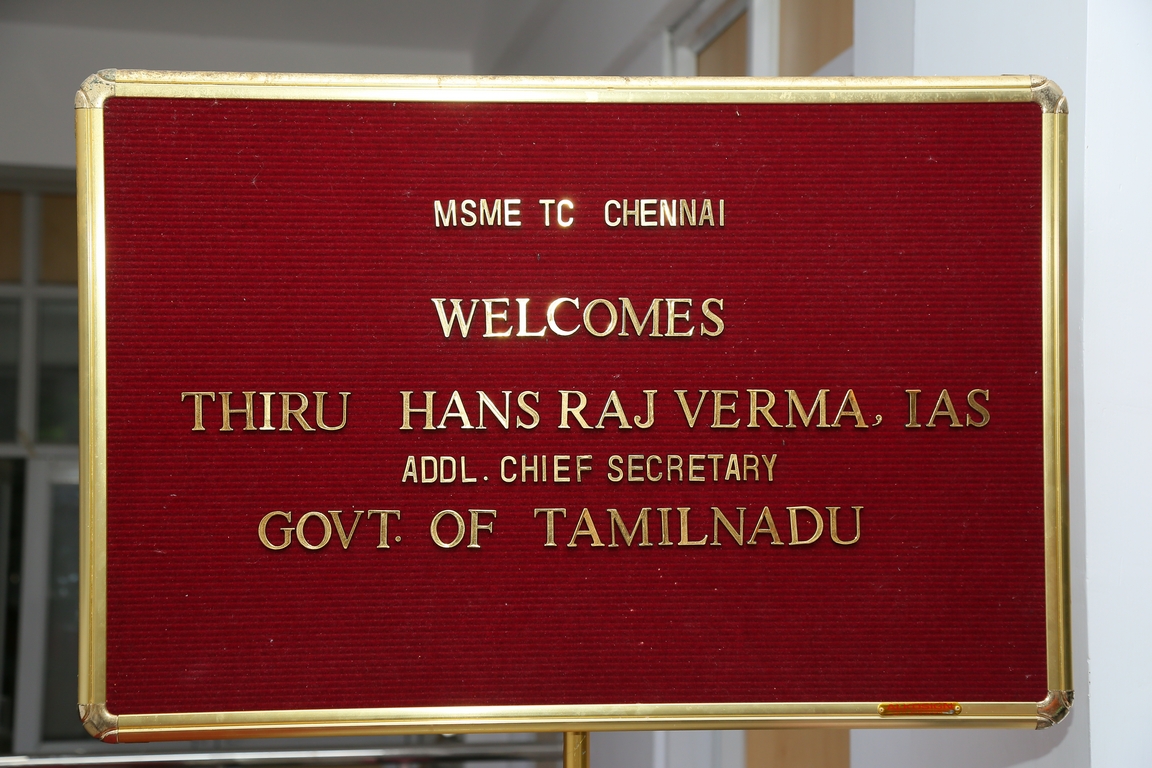 MSME TC CHENNAI
WELCOMES
THIRU HANS RAJ VERMA, IAS
ADDL. CHIEF SECRETARY
GOVT. OF TAMILNADU